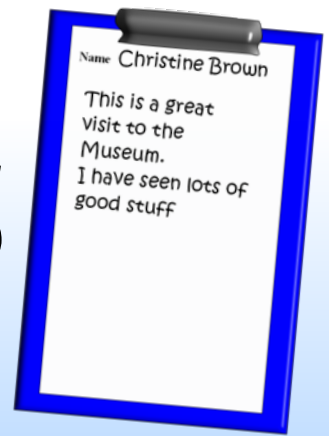 Name Christine Brown
This is a great
visit to the
Museum.
I have seen lots of
good stuff